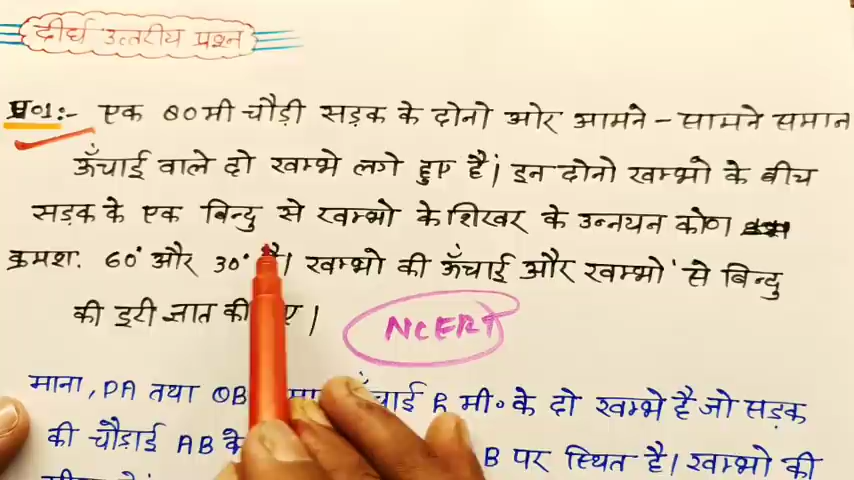 दीर्घ उत्तरीय प्रश्न
प्र01:- एक 80मी चौड़ी सड़क के दोनो ओर आमने - सामने समान
ऊँचाई वाले दो खम्भे लगे हुए हैं। इन दोनो खम्भो के बीच
सड़क के एक बिन्दु से खम्भो के शिखर के उन्नयन कोण
क्रमश. 60° और 30° है। खम्भो की ऊँचाई और खम्भो से बिन्दु
की दूरी ज्ञात की ए।
NCERT
माना, PA तथा QB ऊँचाई h मी० के दो खम्भे है जो सड़क
की चौड़ाई AB के B पर स्थित है। खम्भो की